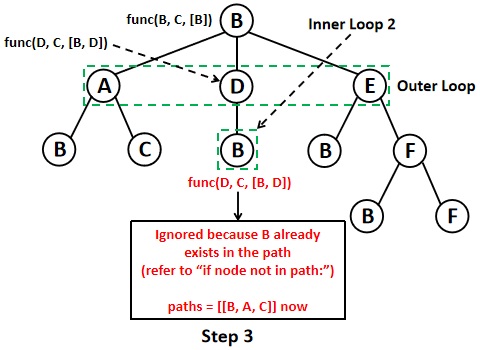 func(B, C, [B])
B
Inner Loop 2
func(D, C, [B, D])
A
D
E
Outer Loop
B
C
B
B
F
func(D, C, [B, D])
B
F
Ignored because B already
exists in the path
(refer to “if node not in path:”)
paths = [[B, A, C]] now
Step 3